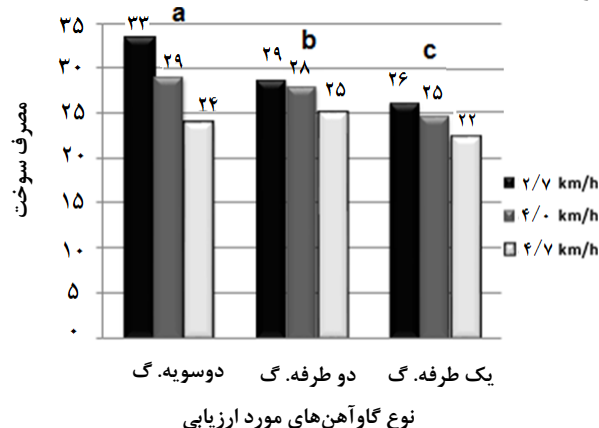 مصرف سوخت
۳۵
۳۰
۲۵
۲۰
۱۵
۱۰
۵
۰
a
۳۳
۲۹
۲۴
b
۲۹
۲۸
۲۵
c
۲۶
۲۵
۲۲
۲/۷ km/h
۴/۰ km/h
۴/۷ km/h
دوسویه. گ
دو طرفه. گ
یک طرفه. گ
نوع گاوآهن‌های مورد ارزیابی